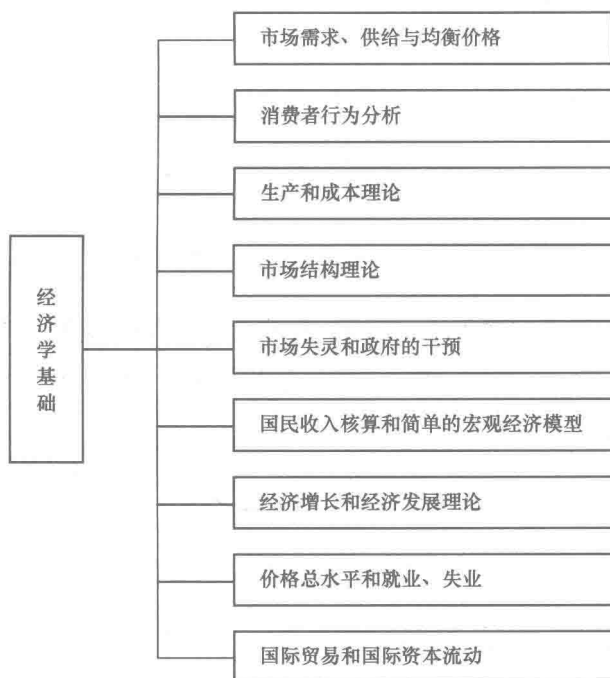 经济学基础
市场需求、供给与均衡价格
消费者行为分析
生产和成本理论
市场结构理论
市场失灵和政府的干预
国民收入核算和简单的宏观经济模型
经济增长和经济发展理论
价格总水平和就业、失业
国际贸易和国际资本流动